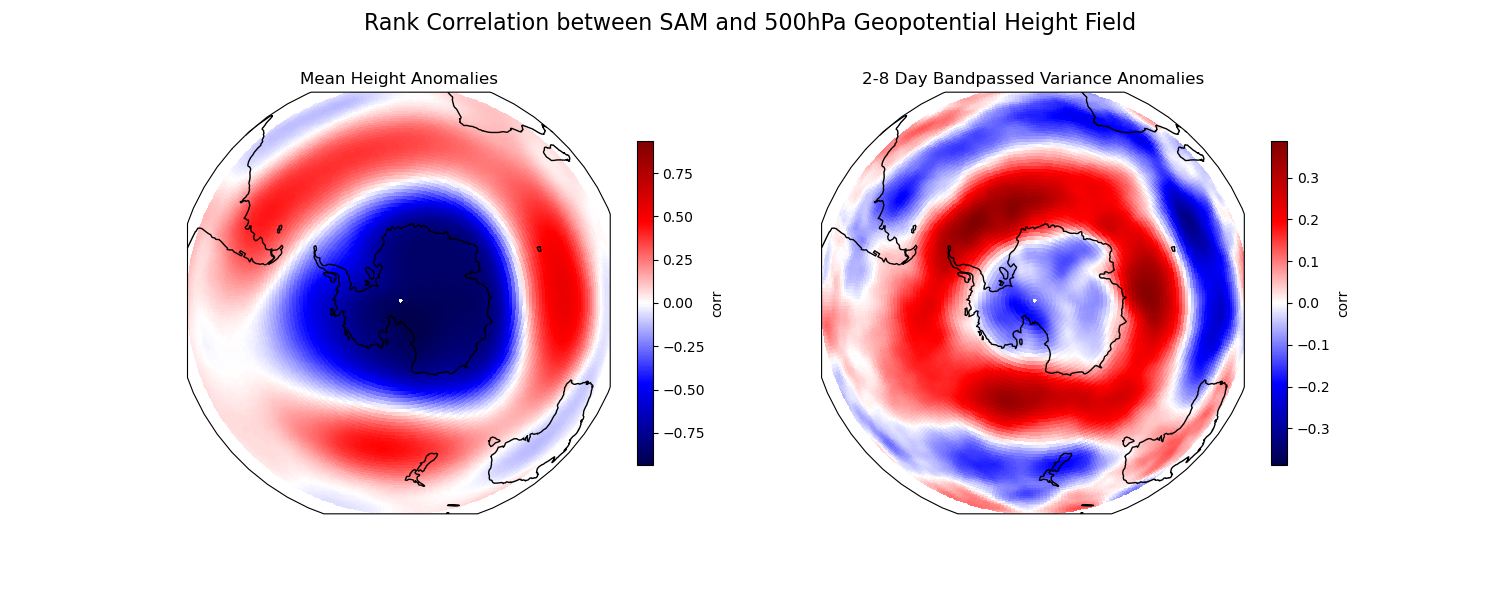 Rank Correlation between SAM and 500hPa Geopotential Height Field
Mean Height Anomalies
0.75
0.50
0.25
0.00
−0.25
−0.50
−0.75
corr
2-8 Day Bandpassed Variance Anomalies
0.3
0.2
0.1
0.0
−0.1
−0.2
−0.3
corr